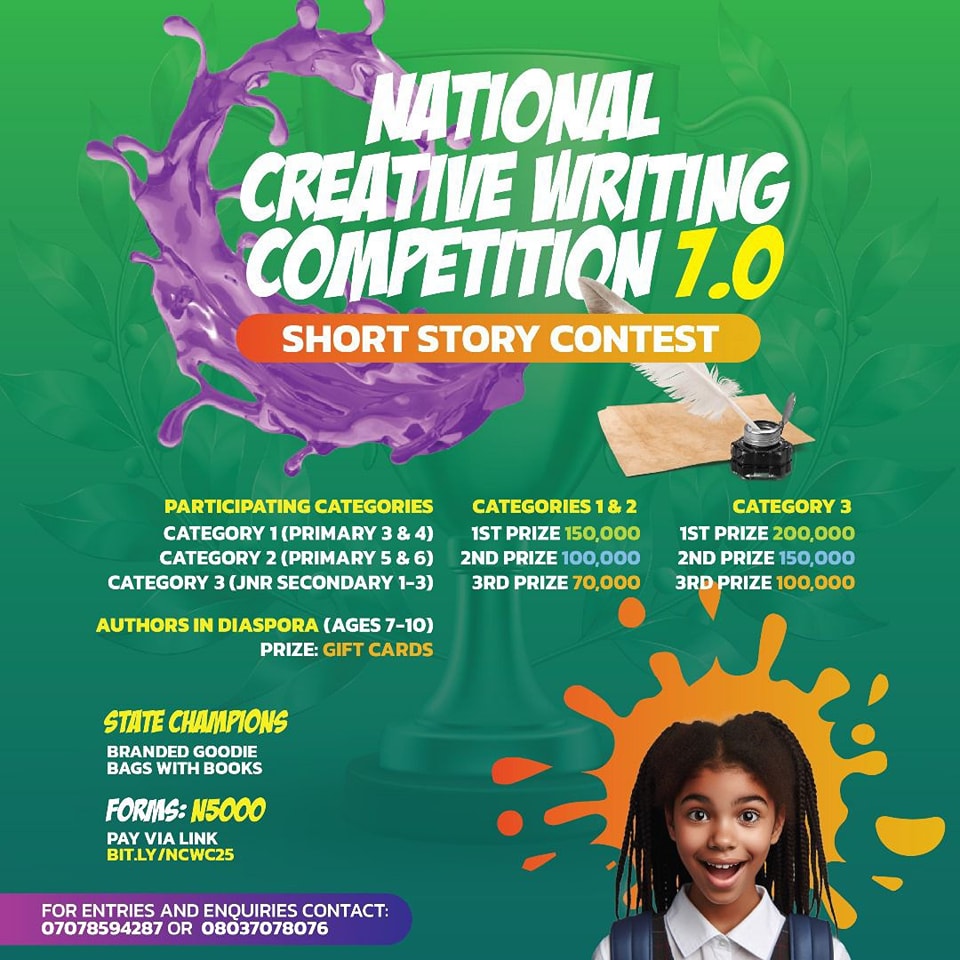 NATIONAL
CREATIVE WRITING
COMPETITION 7.0
SHORT STORY CONTEST
PARTICIPATING CATEGORIES
CATEGORY 1 (PRIMARY 3 & 4)
CATEGORY 2 (PRIMARY 5 & 6)
CATEGORY 3 (JNR SECONDARY 1-3)
CATEGORIES 1 & 2
1ST PRIZE 150,000
2ND PRIZE 100,000
3RD PRIZE 70,000
CATEGORY 3
1ST PRIZE 200,000
2ND PRIZE 150,000
3RD PRIZE 100,000
AUTHORS IN DIASPORA (AGES 7-10)
PRIZE: GIFT CARDS
STATE CHAMPIONS
BRANDED GOODIE
BAGS WITH BOOKS
FORMS: N5000
PAY VIA LINK
BIT.LY/NCWC25
FOR ENTRIES AND ENQUIRIES CONTACT:
07078594287 OR 08037078076